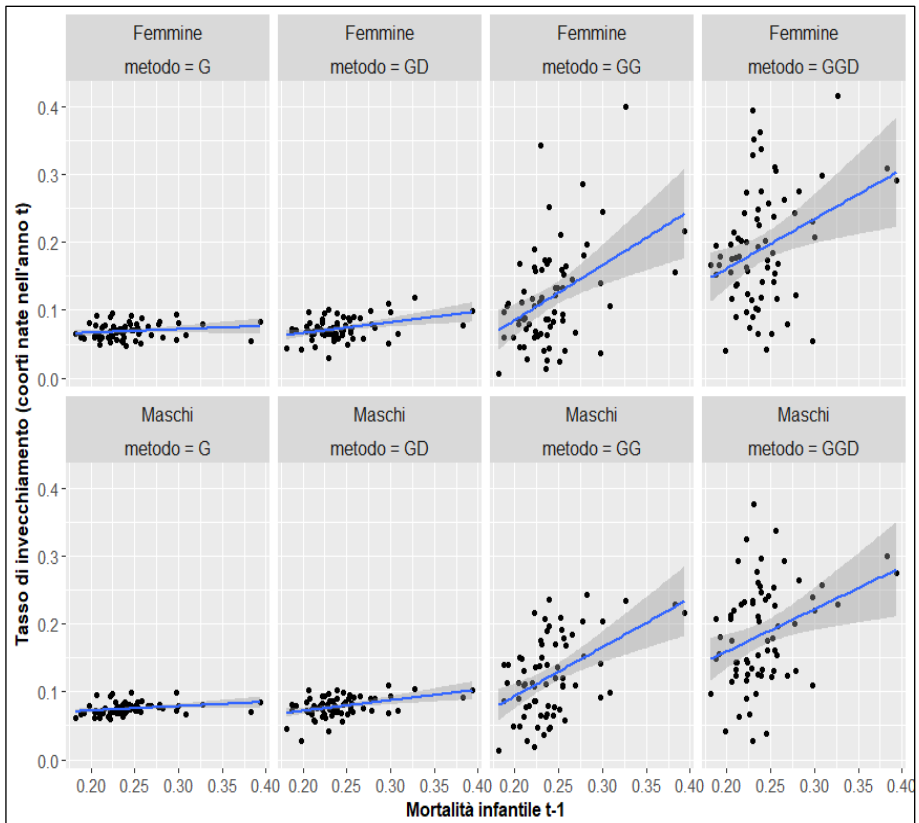 Femmine Femmine Femmine Femmine
metodo = G metodo = GD metodo = GG metodo = GGD
0.4
0.3
0.2
0.1
0.0
Maschi Maschi Maschi Maschi
metodo = G metodo = GD metodo = GG metodo = GGD
0.4
0.3
0.2
0.1
0.0
0.20 0.25 0.30 0.35 0.40 0.20 0.25 0.30 0.35 0.40 0.20 0.25 0.30 0.35 0.40 0.20 0.25 0.30 0.35 0.40
Mortalità infantile t-1
Tasso di invecchiamento (coorti nate nell'anno t)